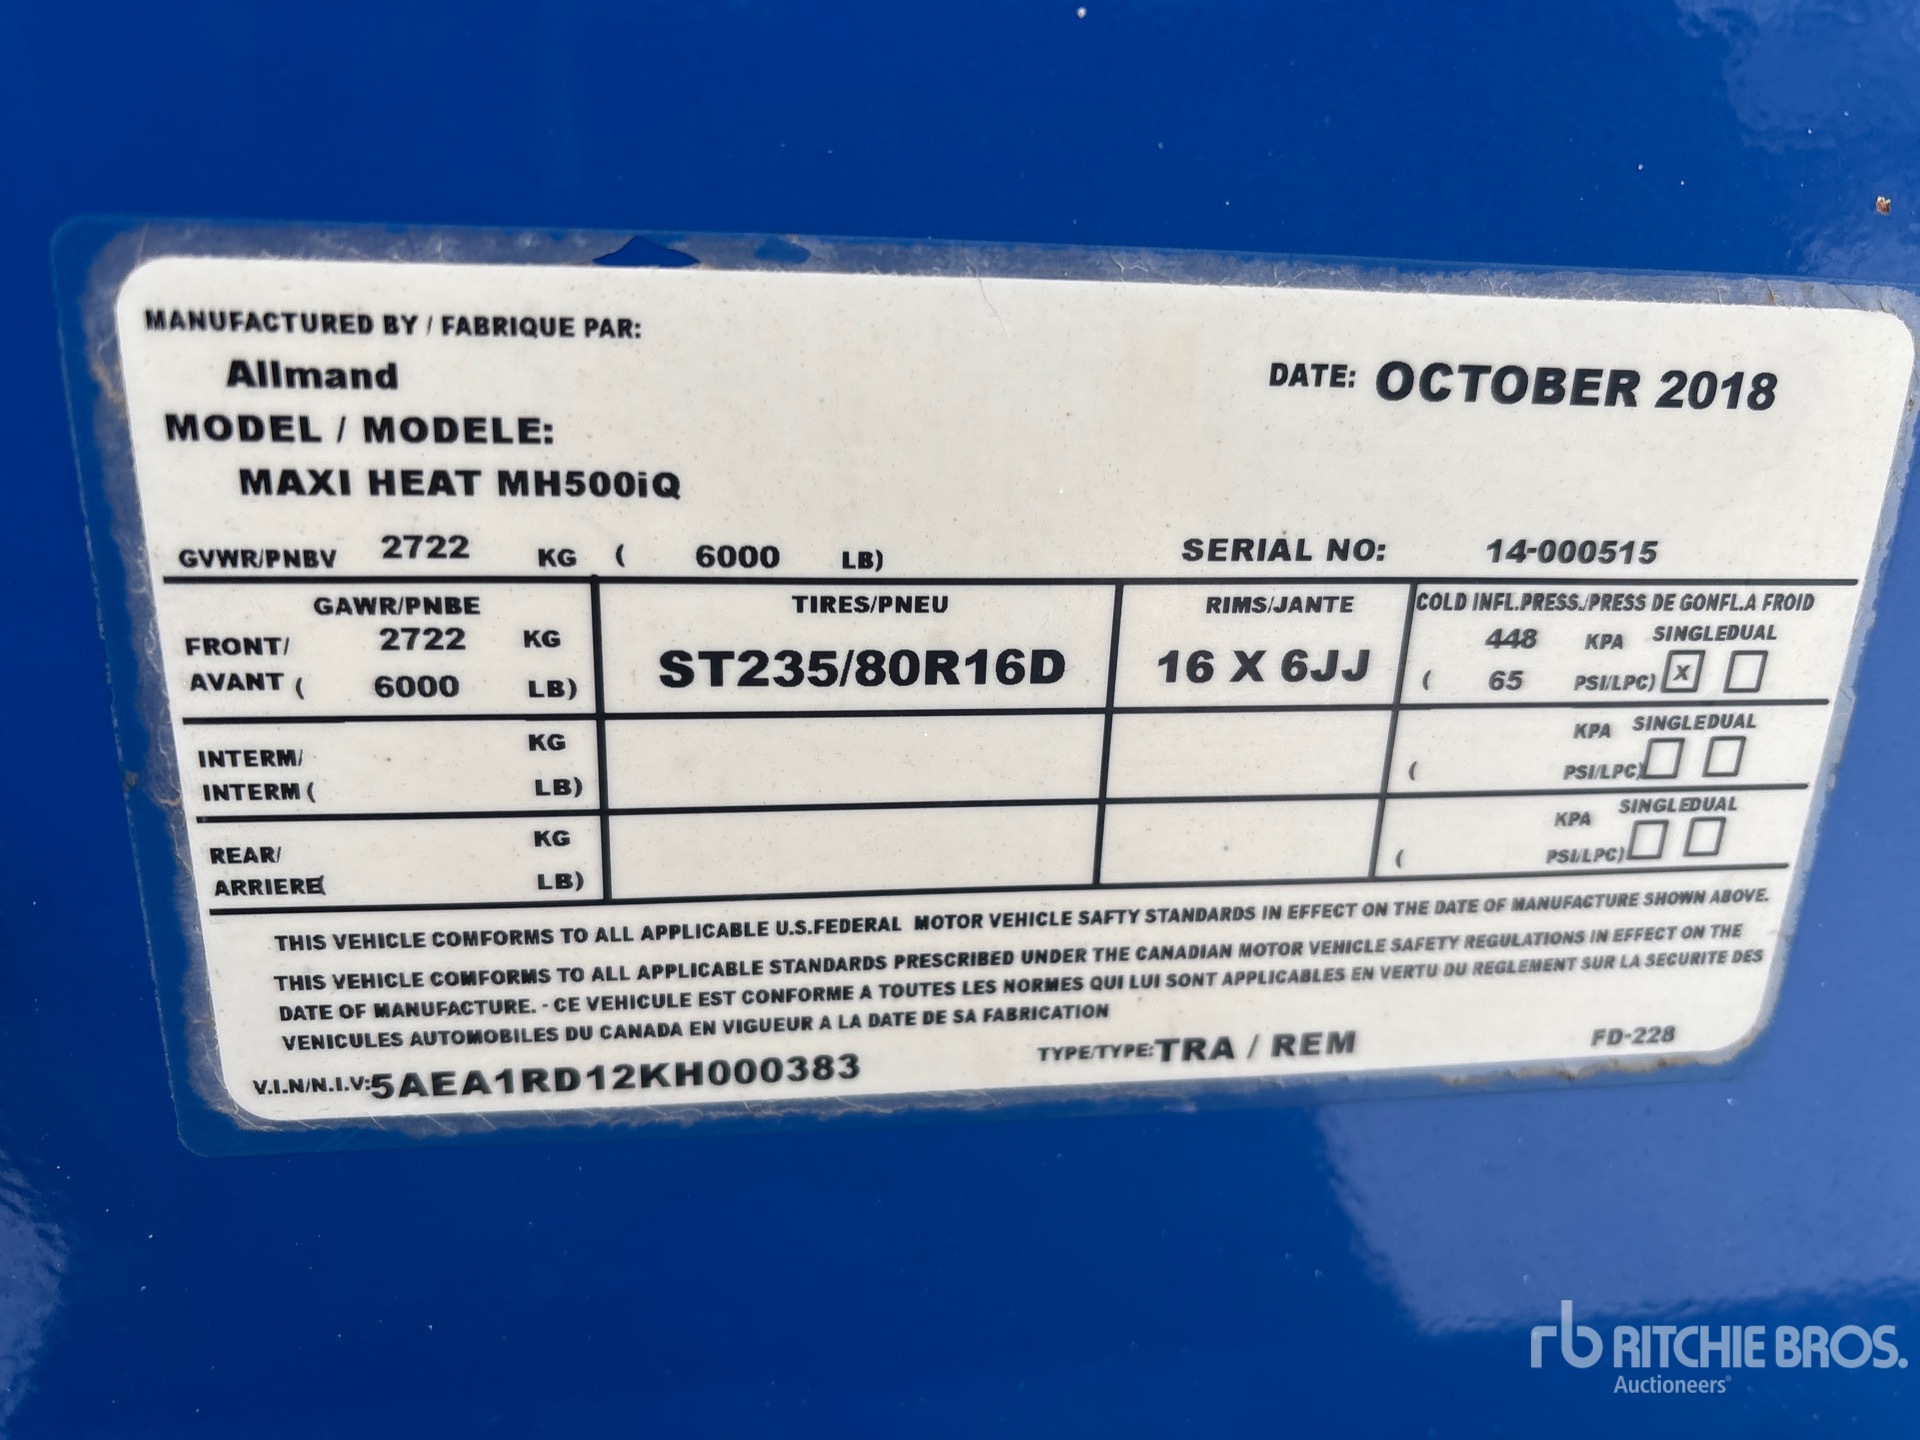 MANUFACTURED BY / FABRIQUE PAR:
Allmand
DATE: OCTOBER 2018
MODEL / MODELE:
MAXI HEAT MH500iQ
GVWR/PNBV 2722 KG ( 6000 LB) SERIAL NO: 14-000515
GAWR/PNBE TIRES/PNEU RIMS/JANTE COLD INFL.PRESS./PRESS DE GONFL.A FROID
FRONT/ 2722 KG ST235/80R16D 16 X 6JJ 448 KPA SINGLE DUAL
AVANT ( 6000 LB) ( 65 PSI/LPC) X
INTERM/ KG KPA SINGLE DUAL
INTERM ( LB) ( PSI/LPC)
REAR/ KG KPA SINGLE DUAL
ARRIERE( LB) ( PSI/LPC)
THIS VEHICLE COMFORMS TO ALL APPLICABLE U.S.FEDERAL MOTOR VEHICLE SAFTY STANDARDS IN EFFECT ON THE DATE OF MANUFACTURE SHOWN ABOVE.
THIS VEHICLE COMFORMS TO ALL APPLICABLE STANDARDS PRESCRIBED UNDER THE CANADIAN MOTOR VEHICLE SAFETY REGULATIONS IN EFFECT ON THE
DATE OF MANUFACTURE. - CE VEHICULE EST CONFORME A TOUTES LES NORMES QUI LUI SONT APPLICABLES EN VERTU DU REGLEMENT SUR LA SECURITE DES
VENICULES AUTOMOBILES DU CANADA EN VIGUEUR A LA DATE DE SA FABRICATION
V.I.N/N.I.V: 5AEA1RD12KH000383 TYPE/TYPE: TRA / REM FD-228
rb RITCHIE BROS.
Auctioneers®